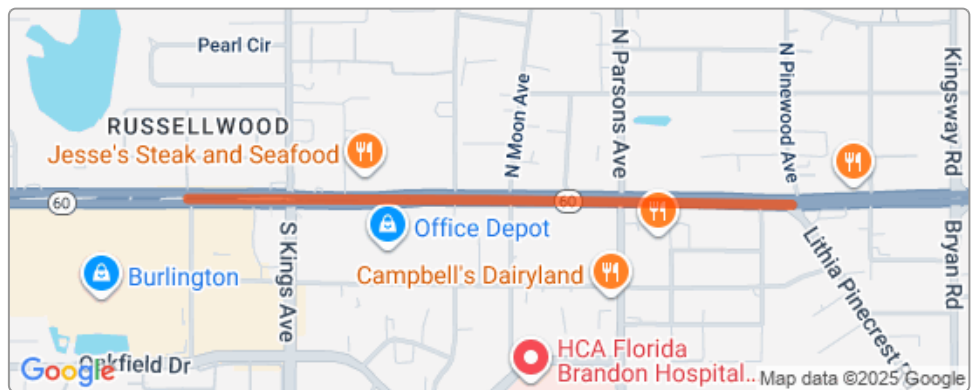 Pearl Cir
RUSSELLWOOD
Jesse's Steak and Seafood
N Moon Ave
N Parsons Ave
N Pinewood Ave
Kingsway Rd
60
60
S Kings Ave
Office Depot
Burlington
Campbell's Dairyland
Lithia Pinecrest
Bryan Rd
Oakfield Dr
HCA Florida
Brandon Hospital..
Google
Map data ©2025 Google